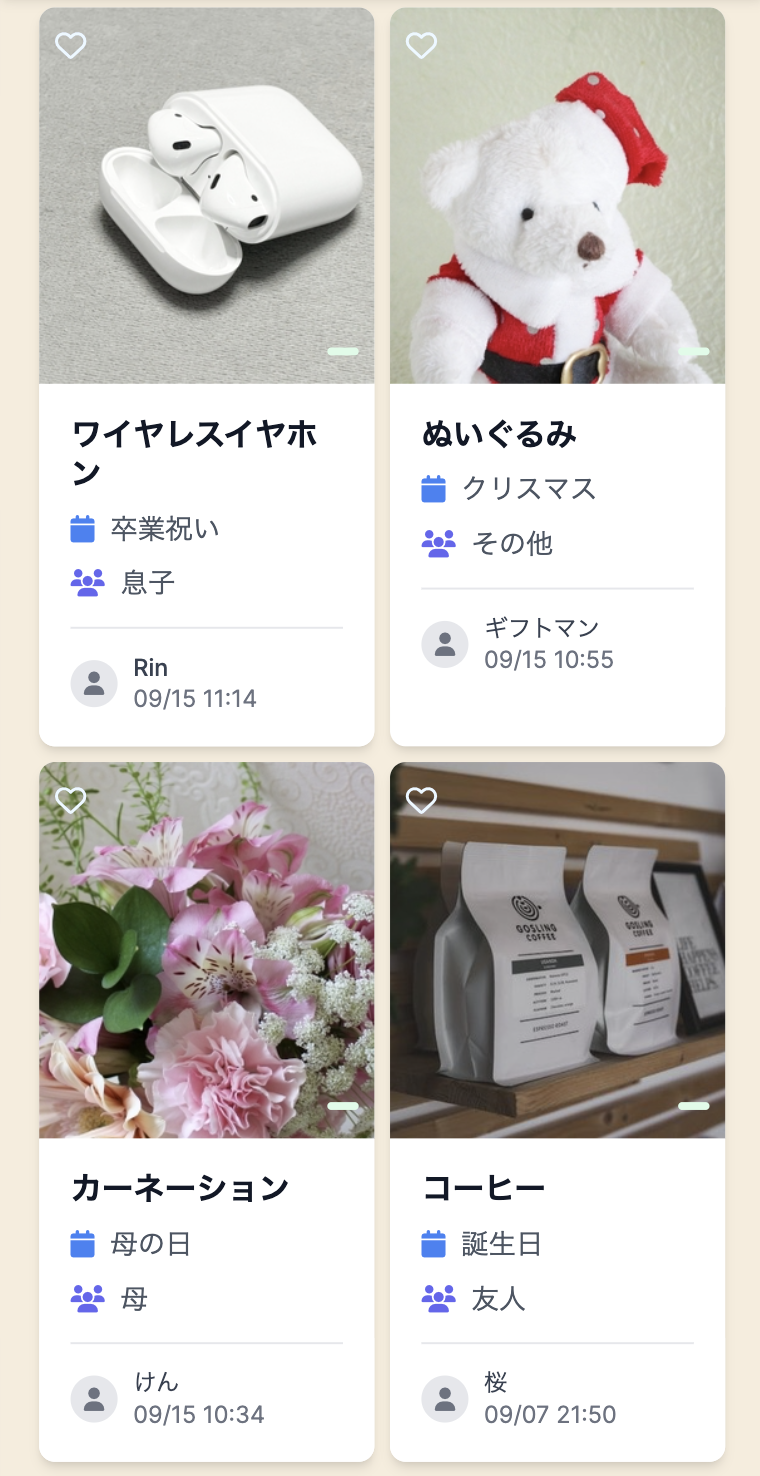 ワイヤレスイヤホ
ン
卒業祝い
息子
Rin
09/15 11:14
ぬいぐるみ
クリスマス
その他
ギフトマン
09/15 10:55
カーネーション
母の日
母
けん
09/15 10:34
GOSLING
COFFEE
ESPRESSO ROAST
GOSLING
COFFEE
コーヒー
誕生日
友人
桜
09/07 21:50